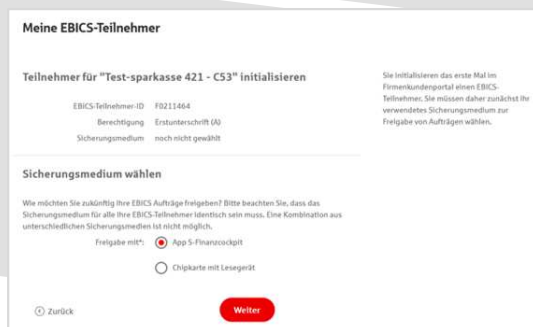 Meine EBICS-Teilnehmer
Teilnehmer für "Test-sparkasse 421 - C53" initialisieren
EBICS-Teilnehmer-ID F0211464
Berechtigung Erstunterschrift (A)
Sicherungsmedium noch nicht gewählt
Sie initialisieren das erste Mal im
Firmenkundenportal einen EBICS-
Teilnehmer. Sie müssen daher zunächst Ihr
verwendetes Sicherungsmedium zur
Freigabe von Aufträgen wählen.
Sicherungsmedium wählen
Wie möchten Sie zukünftig Ihre EBICS Aufträge freigeben? Bitte beachten Sie, dass das
Sicherungsmedium für alle Ihre EBICS-Teilnehmer identisch sein muss. Eine Kombination aus
unterschiedlichen Sicherungsmedien ist nicht möglich.
Freigabe mit*: App S-Finanzcockpit
Chipkarte mit Lesegerät
Zurück Weiter